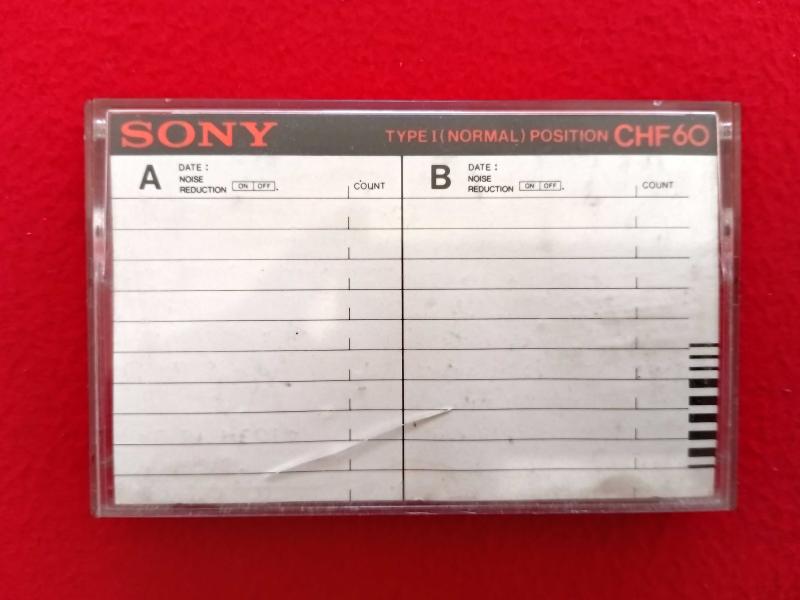 SONY TYPE I (NORMAL) POSITION CHF60
A DATE :
NOISE
REDUCTION ON OFF . COUNT
B DATE :
NOISE
REDUCTION ON OFF . COUNT